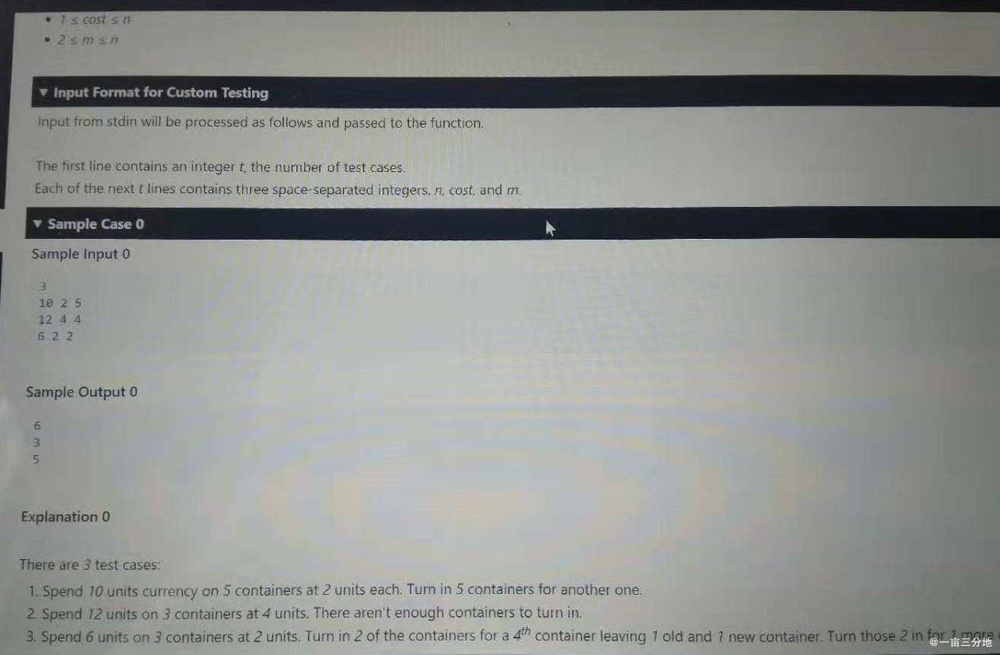 • 1 ≤ cost ≤ n
• 2 ≤ m ≤ n
▼ Input Format for Custom Testing
Input from stdin will be processed as follows and passed to the function.
The first line contains an integer t, the number of test cases.
Each of the next t lines contains three space-separated integers, n, cost, and m.
▼ Sample Case 0
Sample Input 0
3
10 2 5
12 4 4
6 2 2
Sample Output 0
6
3
5
Explanation 0
There are 3 test cases:
1. Spend 10 units currency on 5 containers at 2 units each. Turn in 5 containers for another one.
2. Spend 12 units on 3 containers at 4 units. There aren't enough containers to turn in.
3. Spend 6 units on 3 containers at 2 units. Turn in 2 of the containers for a 4th container leaving 1 old and 1 new container. Turn those 2 in for 1 more
@一亩三分地